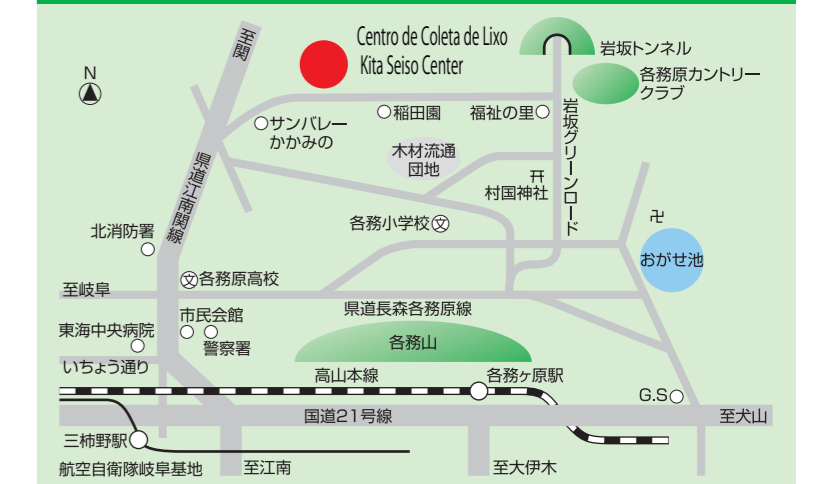 至関
Centro de Coleta de Lixo
Kita Seiso Center
岩坂トンネル
各務原カントリー
クラブ
N
サンバレー
かかみの
稲田園
福祉の里
岩坂グリーンロード
木材流通
団地
村国神社
県道江南関線
各務小学校
文
北消防署
卍
おがせ池
文
各務原高校
至岐阜
県道長森各務原線
市民会館
警察署
東海中央病院
各務山
いちょう通り
高山本線
各務ヶ原駅
G.S
国道21号線
至犬山
三柿野駅
航空自衛隊岐阜基地
至江南
至大伊木